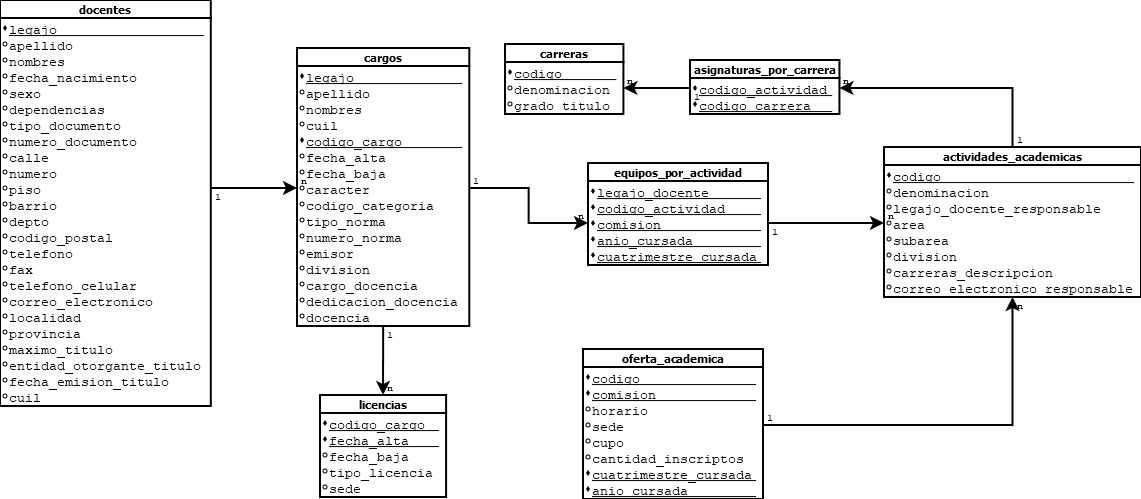 docentes
legajo
apellido
nombres
fecha_nacimiento
sexo
dependencias
tipo_documento
numero_documento
calle
numero
piso
barrio
depto
codigo_postal
telefono
fax
telefono_celular
correo_electronico
localidad
provincia
maximo_titulo
entidad_otorgante_titulo
fecha_emision_titulo
cuil
1
n
cargos
legajo
apellido
nombres
cuil
codigo_cargo
fecha_alta
fecha_baja
caracter
codigo_categoria
tipo_norma
numero_norma
emisor
division
cargo_docencia
dedicacion_docencia
docencia
1
n
1
n
licencias
codigo_cargo
fecha_alta
fecha_baja
tipo_licencia
sede
carreras
codigo
denominacion
grado_titulo
n
1
asignaturas_por_carrera
codigo_actividad
codigo_carrera
n
1
equipos_por_actividad
legajo_docente
codigo_actividad
comision
anio_cursada
cuatrimestre_cursada
1
n
actividades_academicas
codigo
denominacion
legajo_docente_responsable
area
subarea
division
carreras_descripcion
correo_electronico_responsable
n
1
oferta_academica
codigo
comision
horario
sede
cupo
cantidad_inscriptos
cuatrimestre_cursada
anio_cursada